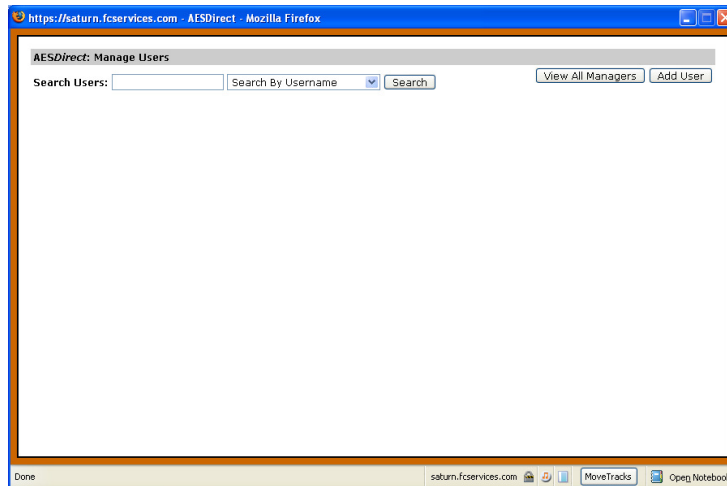 https://saturn.fcservices.com - AESDirect - Mozilla Firefox
AESDirect: Manage Users
Search Users: Search By Username Search View All Managers Add User
Done saturn.fcservices.com MoveTracks Open Notebook